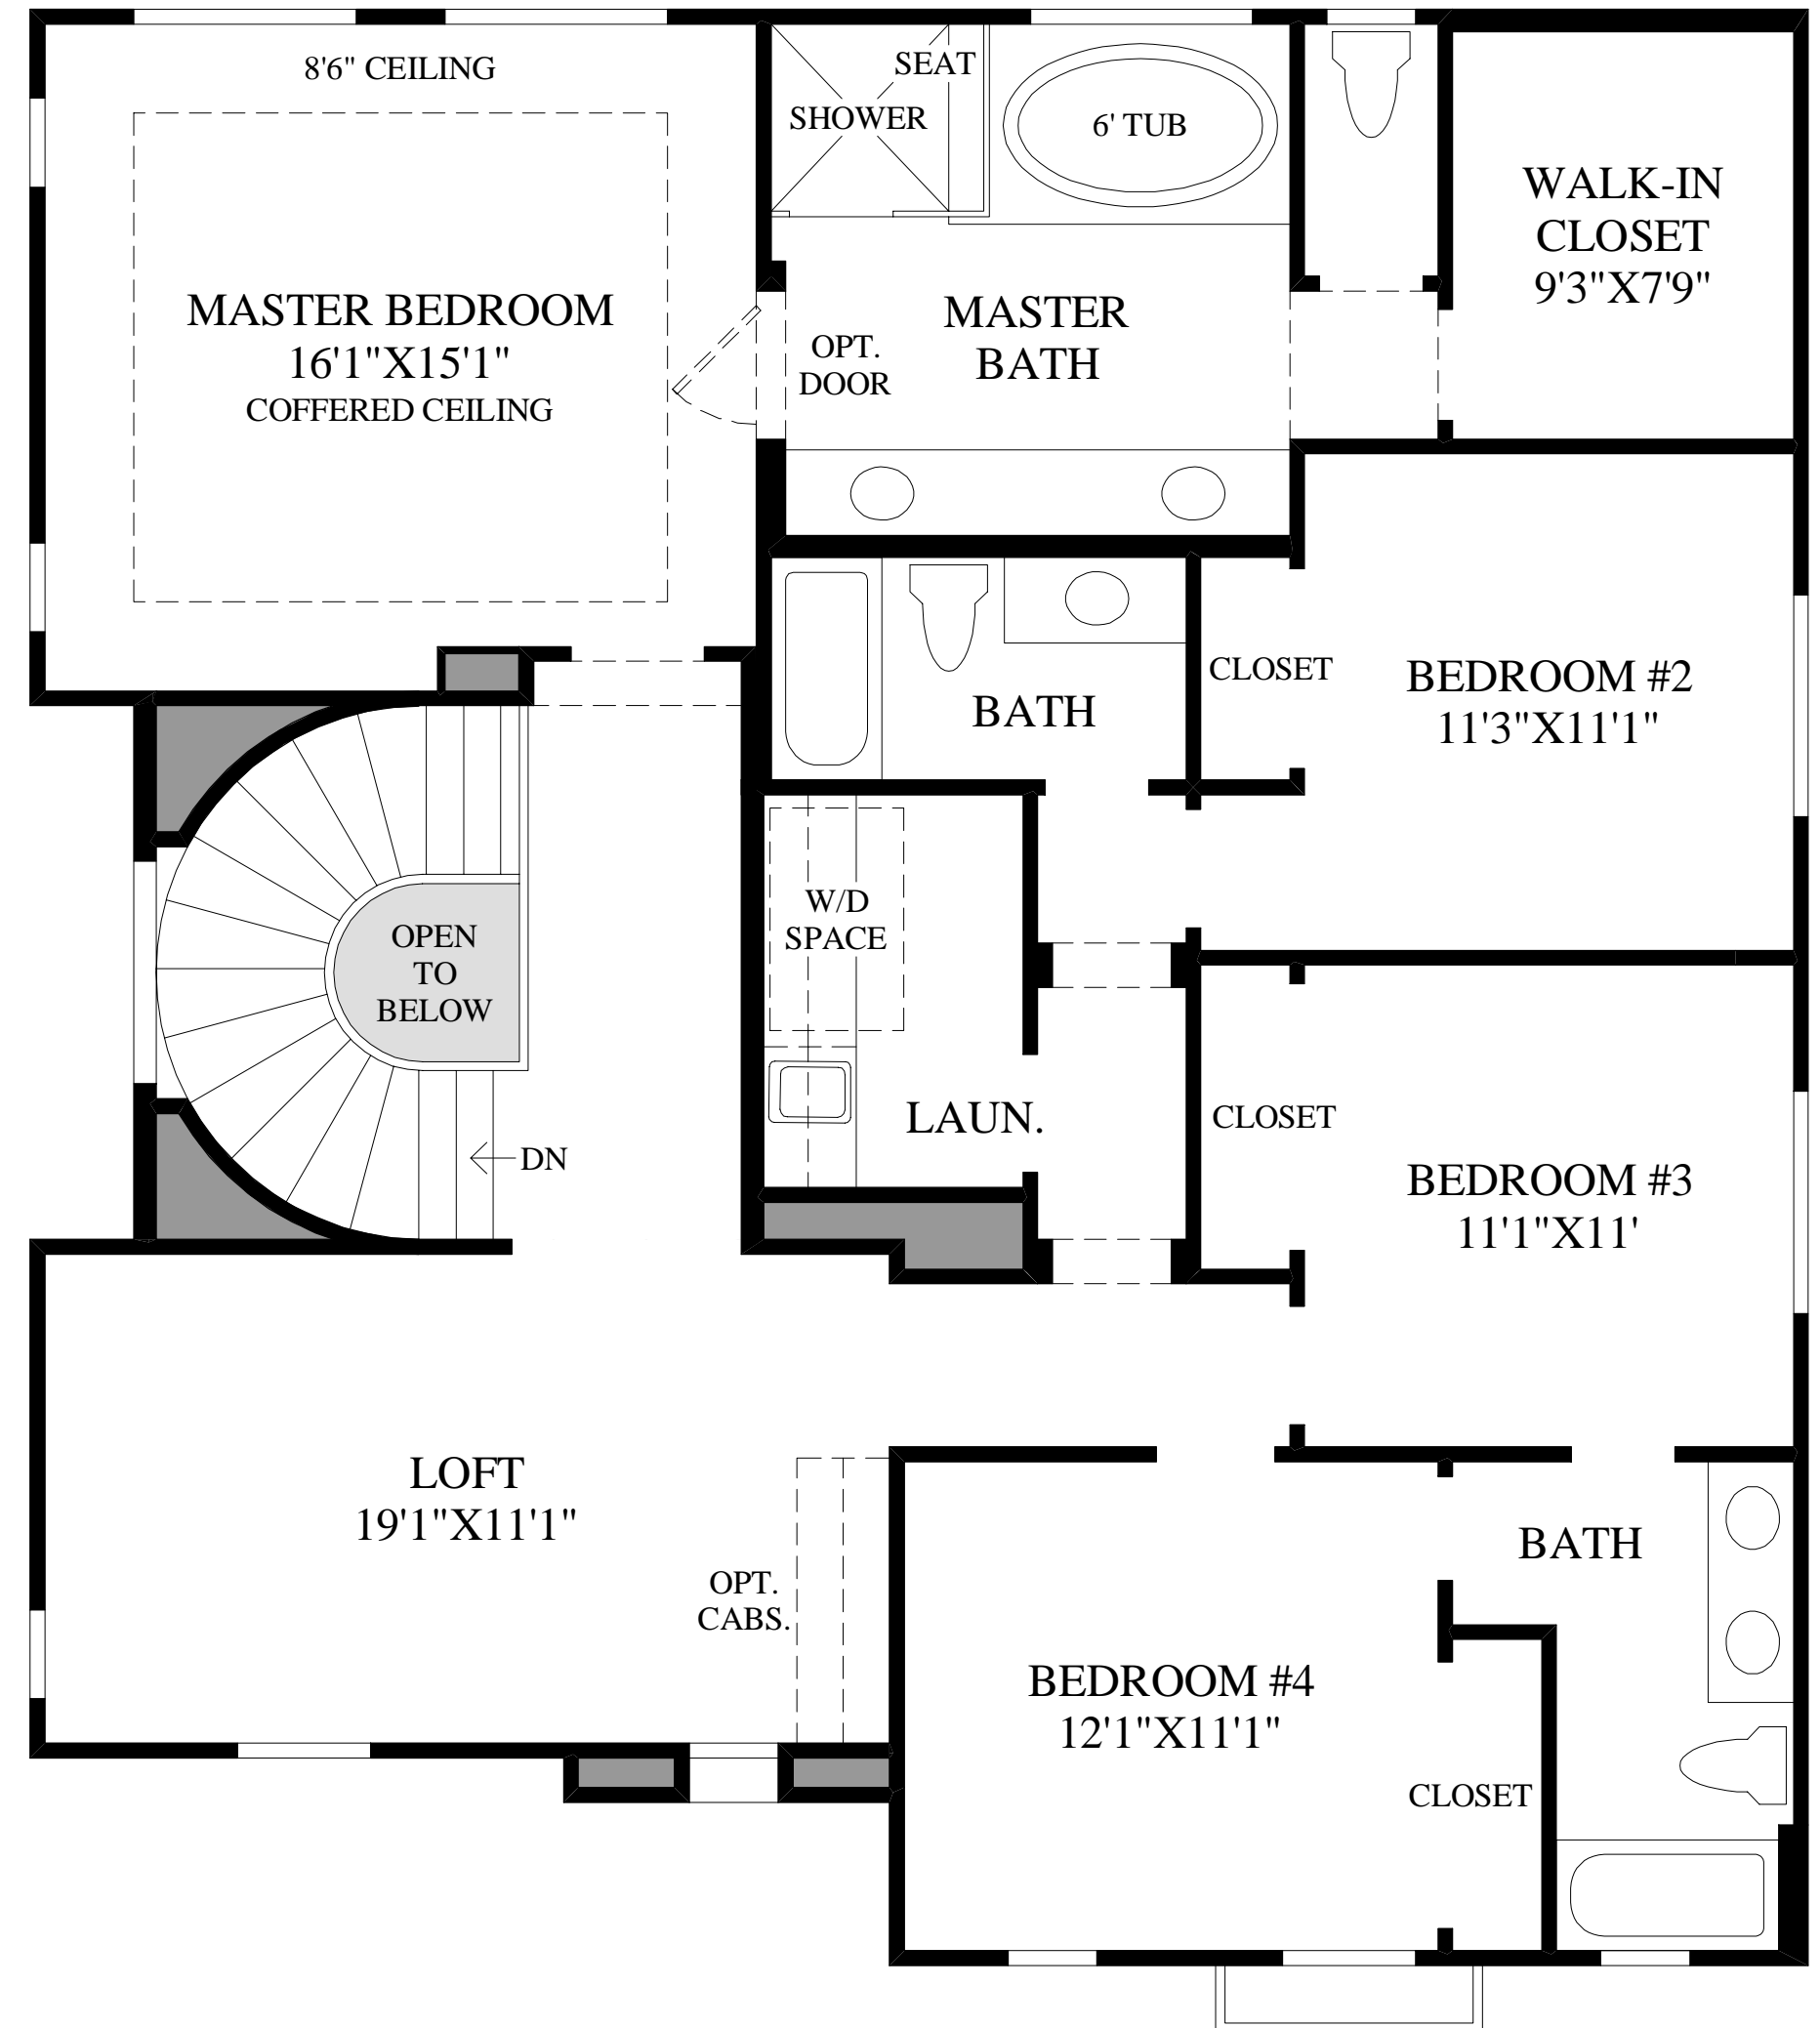 8'6" CEILING
SEAT
SHOWER
6' TUB
WALK-IN
CLOSET
9'3"X7'9"
MASTER BEDROOM
16'1"X15'1"
COFFERED CEILING
OPT.
DOOR
MASTER
BATH
CLOSET
BEDROOM #2
11'3"X11'1"
BATH
W/D
SPACE
OPEN
TO
BELOW
LAUN.
CLOSET
DN
BEDROOM #3
11'1"X11'
LOFT
19'1"X11'1"
BATH
OPT.
CABS.
BEDROOM #4
12'1"X11'1"
CLOSET